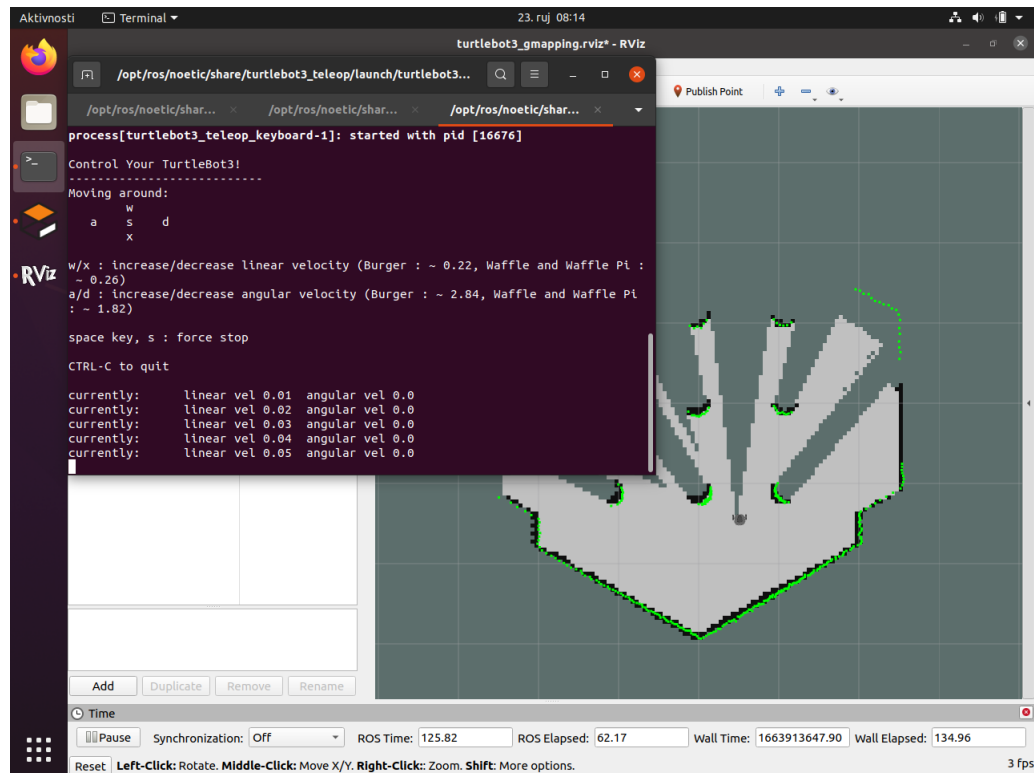 Aktivnosti Terminal 23. ruj 08:14
turtlebot3_gmapping.rviz* - RViz
/opt/ros/noetic/share/turtlebot3_teleop/launch/turtlebot3...
Publish Point
/opt/ros/noetic/shar... /opt/ros/noetic/shar... /opt/ros/noetic/shar...
process[turtlebot3_teleop_keyboard-1]: started with pid [16676]
Control Your TurtleBot3!
---------------------------
Moving around:
w
a s d
x
w/x : increase/decrease linear velocity (Burger : ~ 0.22, Waffle and Waffle Pi :
~ 0.26)
a/d : increase/decrease angular velocity (Burger : ~ 2.84, Waffle and Waffle Pi
: ~ 1.82)
space key, s : force stop
CTRL-C to quit
currently: linear vel 0.01 angular vel 0.0
currently: linear vel 0.02 angular vel 0.0
currently: linear vel 0.03 angular vel 0.0
currently: linear vel 0.04 angular vel 0.0
currently: linear vel 0.05 angular vel 0.0
RViz
Add Duplicate Remove Rename
Time
Pause Synchronization: Off ROS Time: 125.82 ROS Elapsed: 62.17 Wall Time: 1663913647.90 Wall Elapsed: 134.96
Reset Left-Click: Rotate. Middle-Click: Move X/Y. Right-Click:: Zoom. Shift: More options. 3 fps